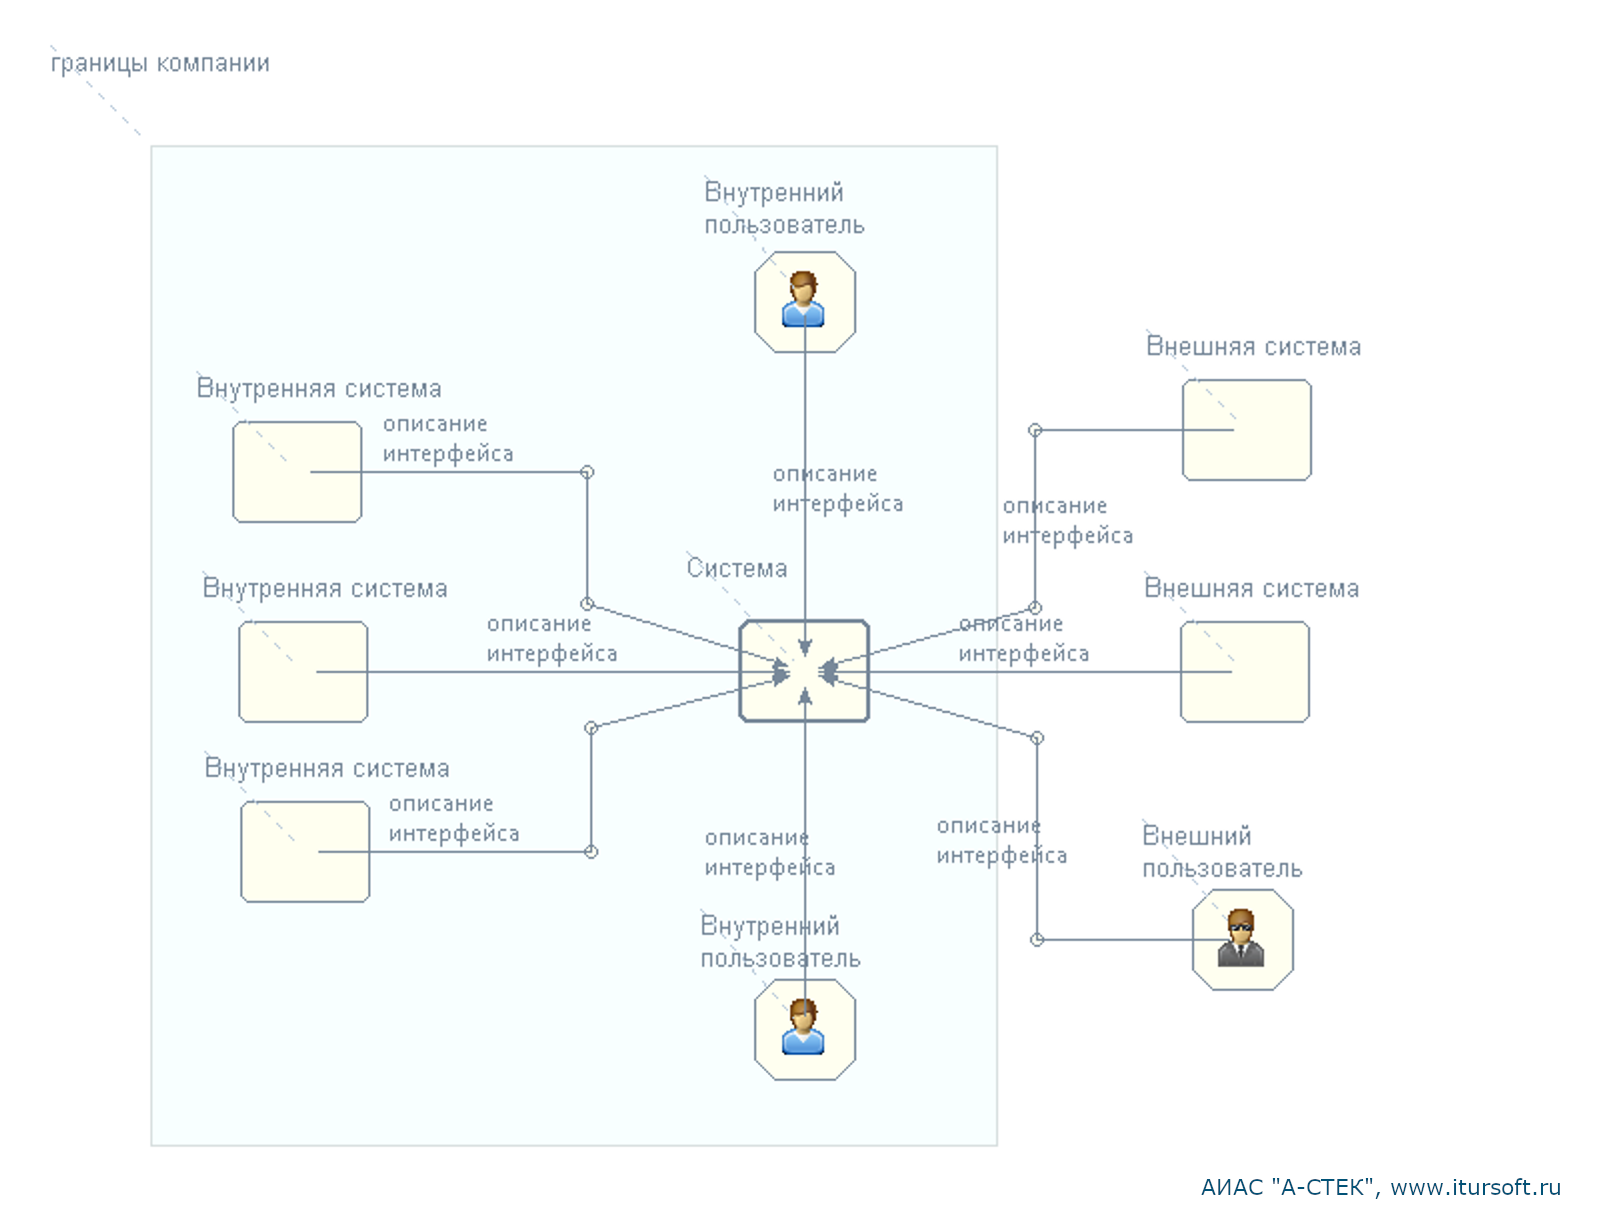 границы компании
Внутренний
пользователь
Внешняя система
Внутренняя система
описание
интерфейса
описание
интерфейса
описание
интерфейса
Система
Внутренняя система
описание
интерфейса
описание
интерфейса
Внешняя система
Внутренняя система
описание
интерфейса
описание
интерфейса
описание
интерфейса
Внешний
пользователь
Внутренний
пользователь
АИАС "А-СТЕК", www.itursoft.ru